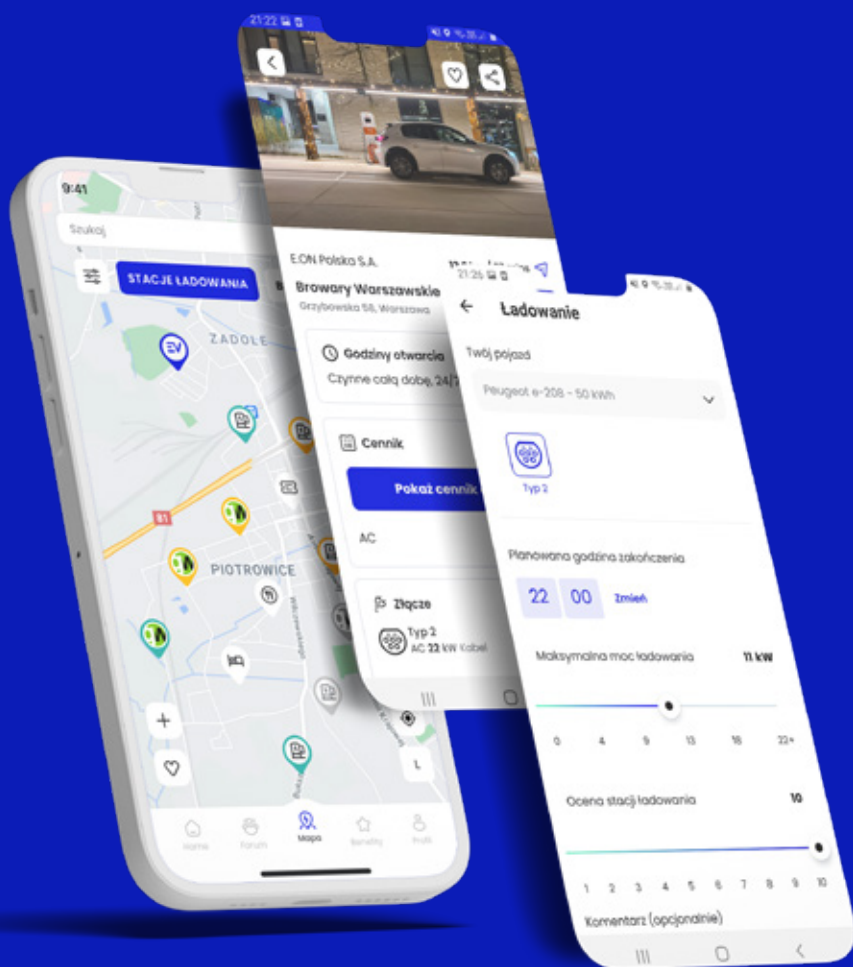 9:41
Szukaj
STACJE ŁADOWANIA
ZADOLE
EV
81
PIOTROWICE
+
L
Home
Forum
Mapa
Benefity
Profil
21:22
E.ON Polska S.A.
Browary Warszawskie
Grzybowska 56, Warszawa
Godziny otwarcia
Czynne całą dobę, 24/7
Cennik
Pokaż cennik
AC
Złącze
Typ 2
AC 22 kW Kabel
21:26
Ładowanie
Twój pojazd
Peugeot e-208 - 50 kWh
Typ 2
Planowana godzina zakończenia
22 00 Zmień
Maksymalna moc ładowania 11 kW
0 4 9 13 18 22+
Ocena stacji ładowania 10
1 2 3 4 5 6 7 8 9 10
Komentarz (opcjonalnie)